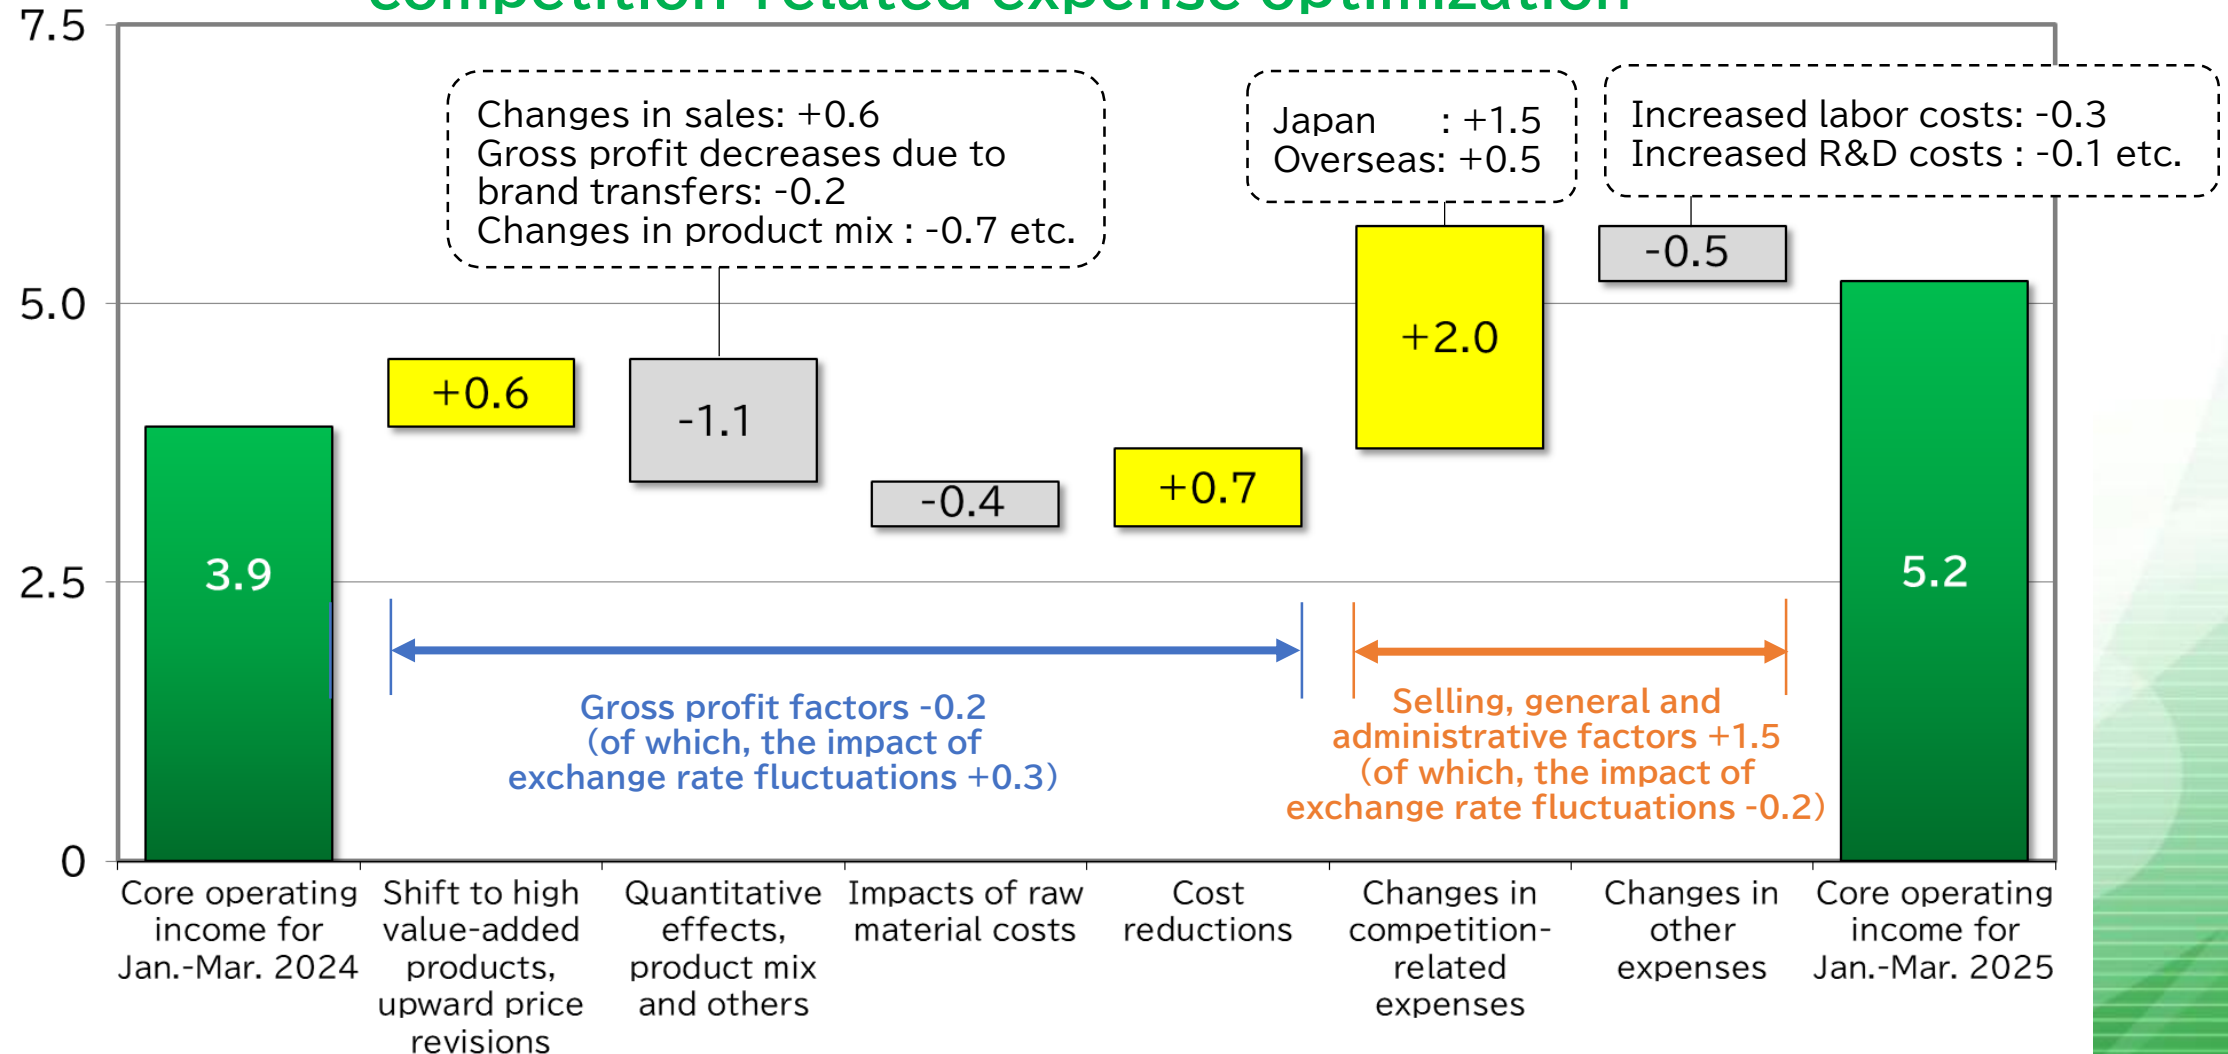 competition-related expense optimization
7.5
5.0
2.5
0
Changes in sales: +0.6
Gross profit decreases due to
brand transfers: -0.2
Changes in product mix : -0.7 etc.
Japan : +1.5
Overseas: +0.5
Increased labor costs: -0.3
Increased R&D costs : -0.1 etc.
3.9
+0.6
-1.1
-0.4
+0.7
+2.0
-0.5
5.2
Gross profit factors -0.2
(of which, the impact of
exchange rate fluctuations +0.3)
Selling, general and
administrative factors +1.5
(of which, the impact of
exchange rate fluctuations -0.2)
Core operating
income for
Jan.-Mar. 2024
Shift to high
value-added
products,
upward price
revisions
Quantitative
effects,
product mix
and others
Impacts of raw
material costs
Cost
reductions
Changes in
competition-
related
expenses
Changes in
other
expenses
Core operating
income for
Jan.-Mar. 2025